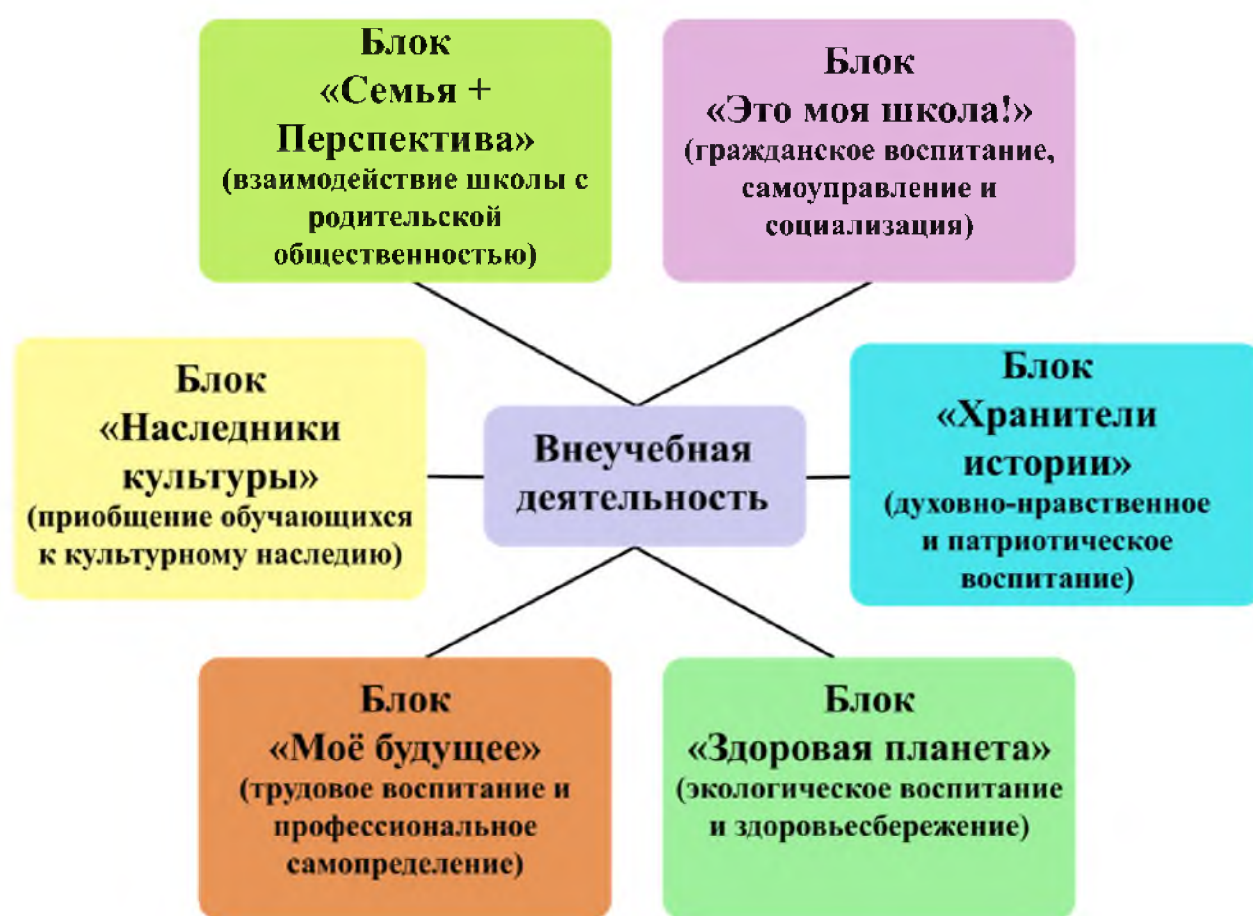 Блок
«Семья +
Перспектива»
(взаимодействие школы с
родительской
общественностью)
Блок
«Это моя школа!»
(гражданское воспитание,
самоуправление и
социализация)
Блок
«Наследники
культуры»
(приобщение обучающихся
к культурному наследию)
Внеучебная
деятельность
Блок
«Хранители
истории»
(духовно-нравственное
и патриотическое
воспитание)
Блок
«Моё будущее»
(трудовое воспитание и
профессиональное
самопределение)
Блок
«Здоровая планета»
(экологическое воспитание
и здоровьесбережение)